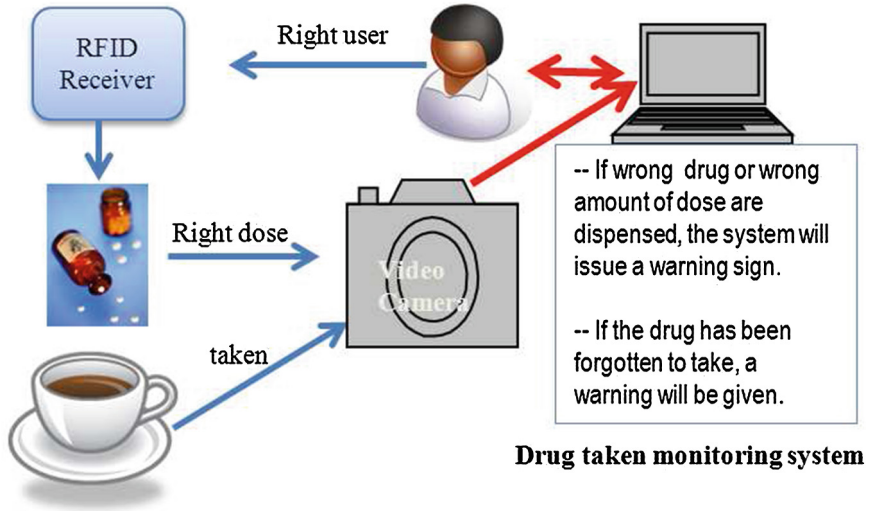 RFID
Receiver
Right user
Right dose
Video
Camera
taken
-- If wrong drug or wrong
amount of dose are
dispensed, the system will
issue a warning sign.
-- If the drug has been
forgotten to take, a
warning will be given.
Drug taken monitoring system